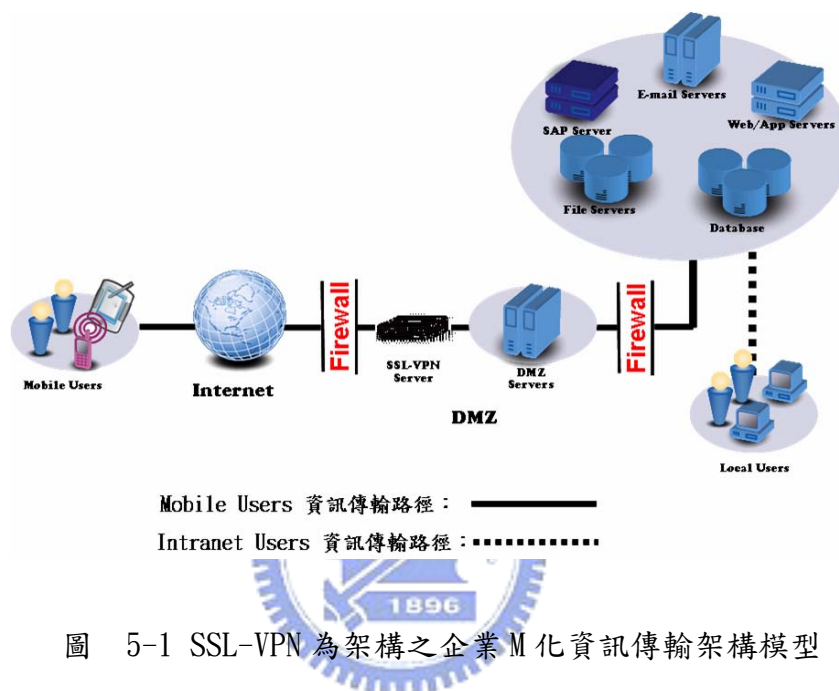 E-mail Servers
SAP Server
Web/App Servers
File Servers
Database
Firewall
Firewall
SSL-VPN
Server
DMZ
Servers
Mobile Users
Internet
DMZ
Local Users
Mobile Users 資訊傳輸路徑：
Intranet Users 資訊傳輸路徑：
1896
圖 5-1 SSL-VPN 為架構之企業 M 化資訊傳輸架構模型